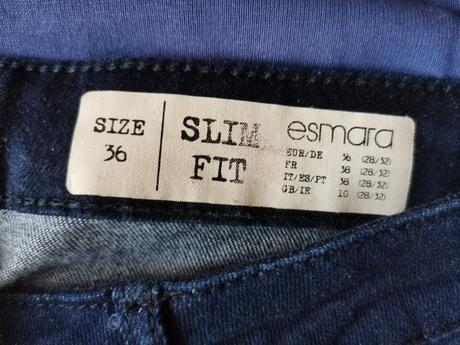 SIZE
36
SLIM
FIT
esmara
EUR/DE 36 (28/32)
FR 38 (28/32)
IT/ES/PT 38 (28/32)
GB/IE 10 (28/32)